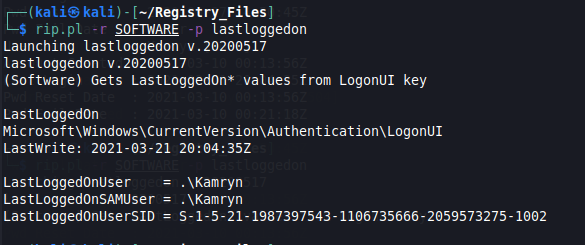 ┌──(kali㉿kali)-[~/Registry_Files]
└─$ rip.pl -r SOFTWARE -p lastloggedon
Launching lastloggedon v.20200517
lastloggedon v.20200517
(Software) Gets LastLoggedOn* values from LogonUI key
LastLoggedOn
Microsoft\Windows\CurrentVersion\Authentication\LogonUI
LastWrite: 2021-03-21 20:04:35Z
LastLoggedOnUser    = .\Kamryn
LastLoggedOnSAMUser = .\Kamryn
LastLoggedOnUserSID = S-1-5-21-1987397543-1106735666-2059573275-1002